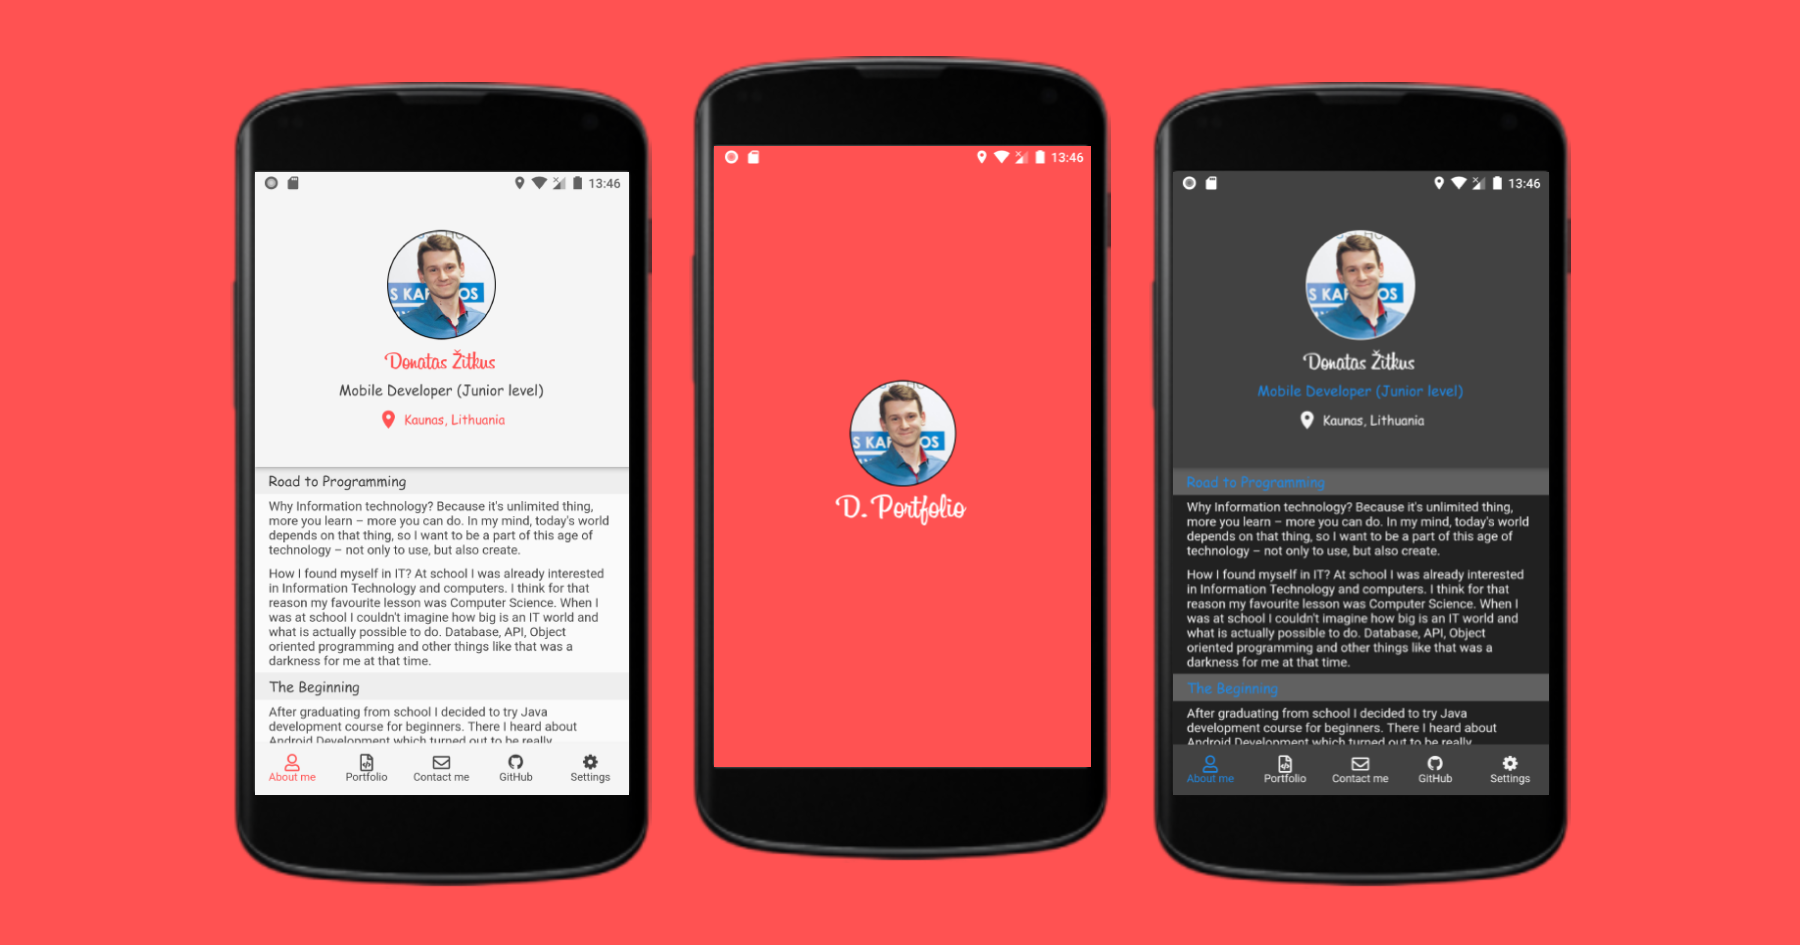 13:46
S KA OS
Donatas Žitkus
Mobile Developer (Junior level)
Kaunas, Lithuania
Road to Programming
Why Information technology? Because it's unlimited thing,
more you learn – more you can do. In my mind, today's world
depends on that thing, so I want to be a part of this age of
technology – not only to use, but also create.
How I found myself in IT? At school I was already interested
in Information Technology and computers. I think for that
reason my favourite lesson was Computer Science. When I
was at school I couldn't imagine how big is an IT world and
what is actually possible to do. Database, API, Object
oriented programming and other things like that was a
darkness for me at that time.
The Beginning
After graduating from school I decided to try Java
development course for beginners. There I heard about
Android Development which turned out to be really
About me Portfolio Contact me GitHub Settings
13:46
S KA OS
D. Portfolio
13:46
S KA OS
Donatas Žitkus
Mobile Developer (Junior level)
Kaunas, Lithuania
Road to Programming
Why Information technology? Because it's unlimited thing,
more you learn – more you can do. In my mind, today's world
depends on that thing, so I want to be a part of this age of
technology – not only to use, but also create.
How I found myself in IT? At school I was already interested
in Information Technology and computers. I think for that
reason my favourite lesson was Computer Science. When I
was at school I couldn't imagine how big is an IT world and
what is actually possible to do. Database, API, Object
oriented programming and other things like that was a
darkness for me at that time.
The Beginning
After graduating from school I decided to try Java
development course for beginners. There I heard about
Android Development which turned out to be really
About me Portfolio Contact me GitHub Settings